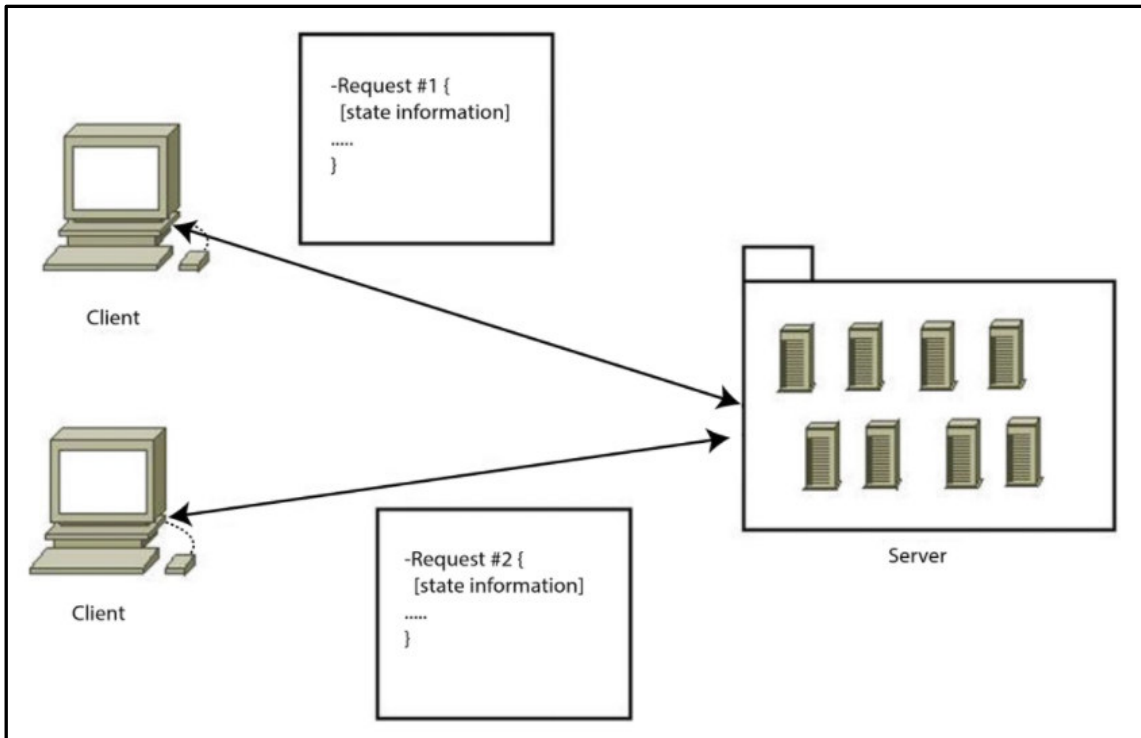 -Request #1 {
[state information]
.....
}
Client
Client
-Request #2 {
[state information]
.....
}
Server